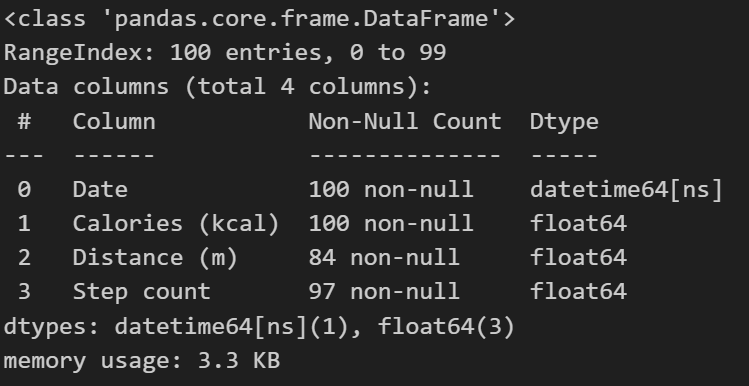 <class 'pandas.core.frame.DataFrame'>
RangeIndex: 100 entries, 0 to 99
Data columns (total 4 columns):
 #   Column           Non-Null Count  Dtype
---  ------           --------------  -----
 0   Date             100 non-null    datetime64[ns]
 1   Calories (kcal)  100 non-null    float64
 2   Distance (m)     84 non-null     float64
 3   Step count       97 non-null     float64
dtypes: datetime64[ns](1), float64(3)
memory usage: 3.3 KB